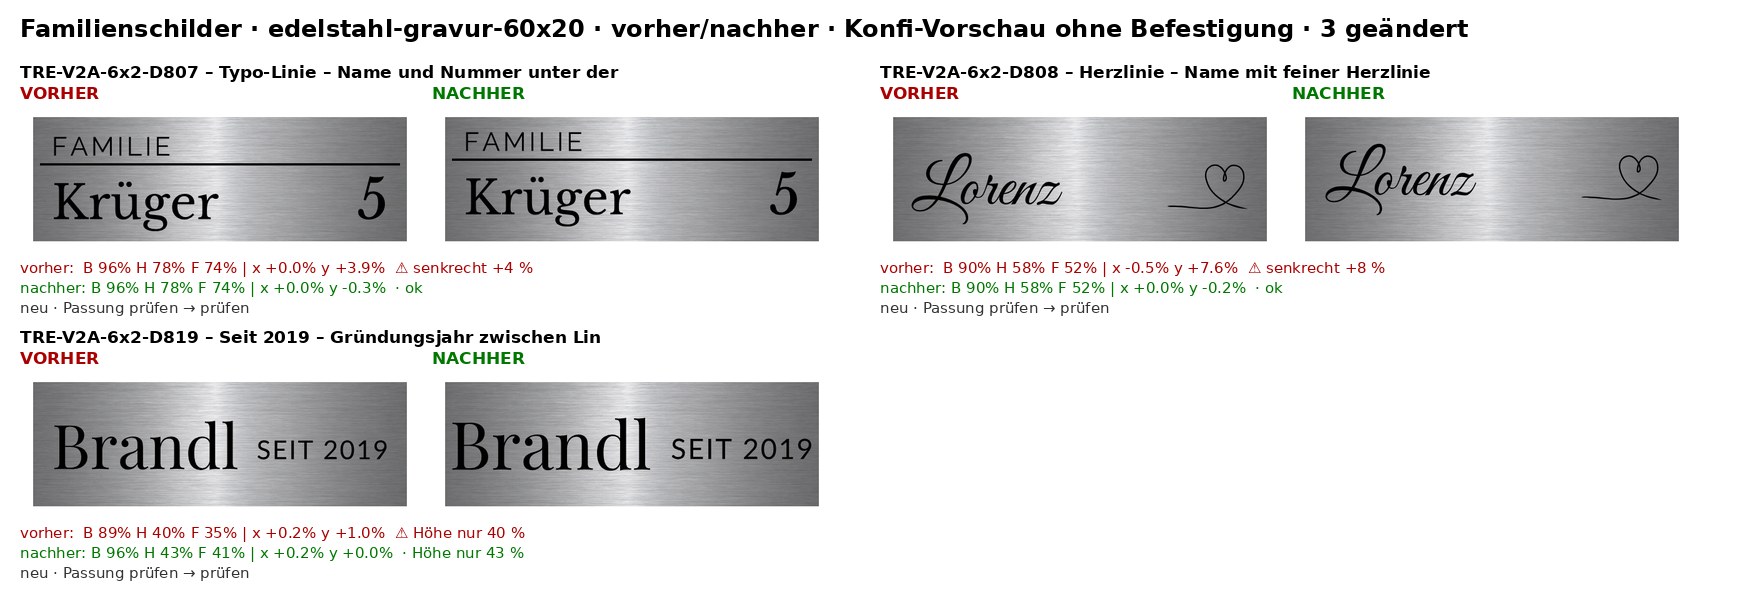 Familienschilder · edelstahl-gravur-60x20 · vorher/nachher · Konfi-Vorschau ohne Befestigung · 3 geändert
TRE-V2A-6x2-D807 – Typo-Linie – Name und Nummer unter der
VORHER
NACHHER
FAMILIE
Krüger 5
FAMILIE
Krüger 5
vorher: B 96% H 78% F 74% | x +0.0% y +3.9% ⚠ senkrecht +4 %
nachher: B 96% H 78% F 74% | x +0.0% y -0.3% · ok
neu · Passung prüfen → prüfen
TRE-V2A-6x2-D808 – Herzlinie – Name mit feiner Herzlinie
VORHER
NACHHER
Lorenz
Lorenz
vorher: B 90% H 58% F 52% | x -0.5% y +7.6% ⚠ senkrecht +8 %
nachher: B 90% H 58% F 52% | x +0.0% y -0.2% · ok
neu · Passung prüfen → prüfen
TRE-V2A-6x2-D819 – Seit 2019 – Gründungsjahr zwischen Lin
VORHER
NACHHER
Brandl SEIT 2019
Brandl SEIT 2019
vorher: B 89% H 40% F 35% | x +0.2% y +1.0% ⚠ Höhe nur 40 %
nachher: B 96% H 43% F 41% | x +0.2% y +0.0% · Höhe nur 43 %
neu · Passung prüfen → prüfen